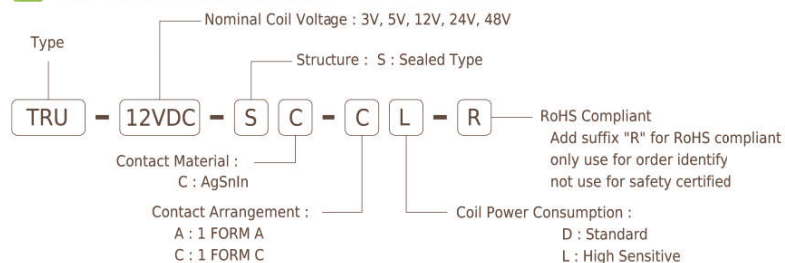 Nominal Coil Voltage : 3V, 5V, 12V, 24V, 48V
Type
Structure : S : Sealed Type
TRU - 12VDC - S C - C L - R
RoHS Compliant
Add suffix "R" for RoHS compliant
only use for order identify
not use for safety certified
Contact Material :
C : AgSnIn
Contact Arrangement :
A : 1 FORM A
C : 1 FORM C
Coil Power Consumption :
D : Standard
L : High Sensitive